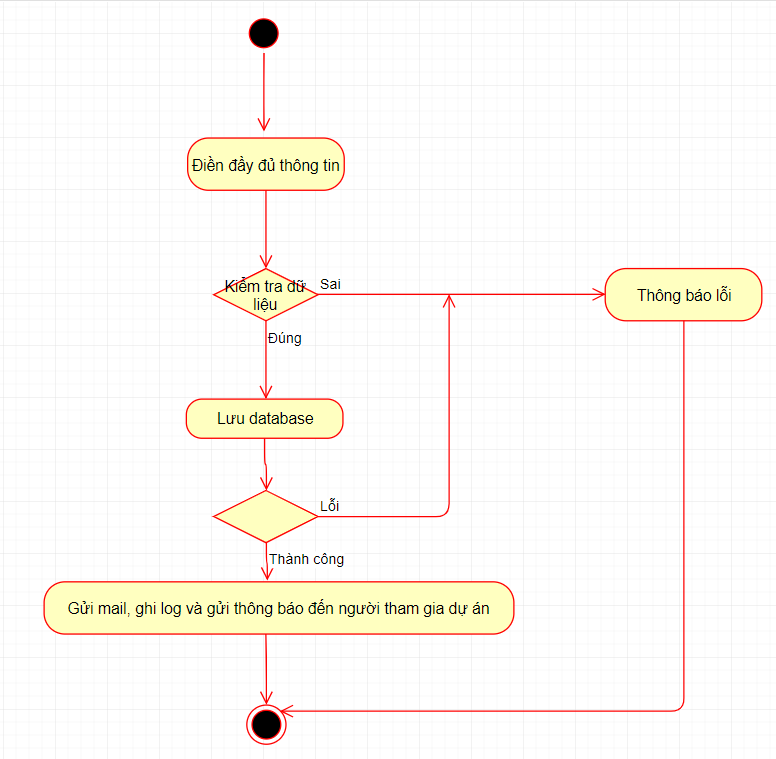 Điền đầy đủ thông tin
Kiểm tra dữ
liệu
Sai
Thông báo lỗi
Đúng
Lưu database
Lỗi
Thành công
Gửi mail, ghi log và gửi thông báo đến người tham gia dự án